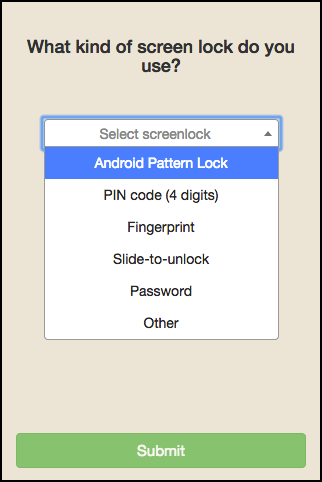 What kind of screen lock do you
use?
Select screenlock
Android Pattern Lock
PIN code (4 digits)
Fingerprint
Slide-to-unlock
Password
Other
Submit